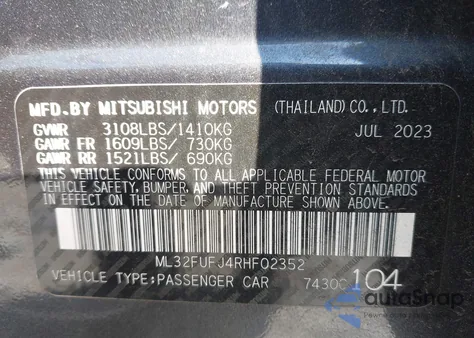 MFD.BY MITSUBISHI MOTORS (THAILAND) CO.,LTD.
GVWR 3108LBS/1410KG JUL 2023
GAWR FR 1609LBS/ 730KG
GAWR RR 1521LBS/ 690KG
THIS VEHICLE CONFORMS TO ALL APPLICABLE FEDERAL MOTOR
VEHICLE SAFETY, BUMPER, AND THEFT PREVENTION STANDARDS
IN EFFECT ON THE DATE OF MANUFACTURE SHOWN ABOVE.
ML32FUFJ4RHF02352
VEHICLE TYPE:PASSENGER CAR 7430C 104
autoSnap